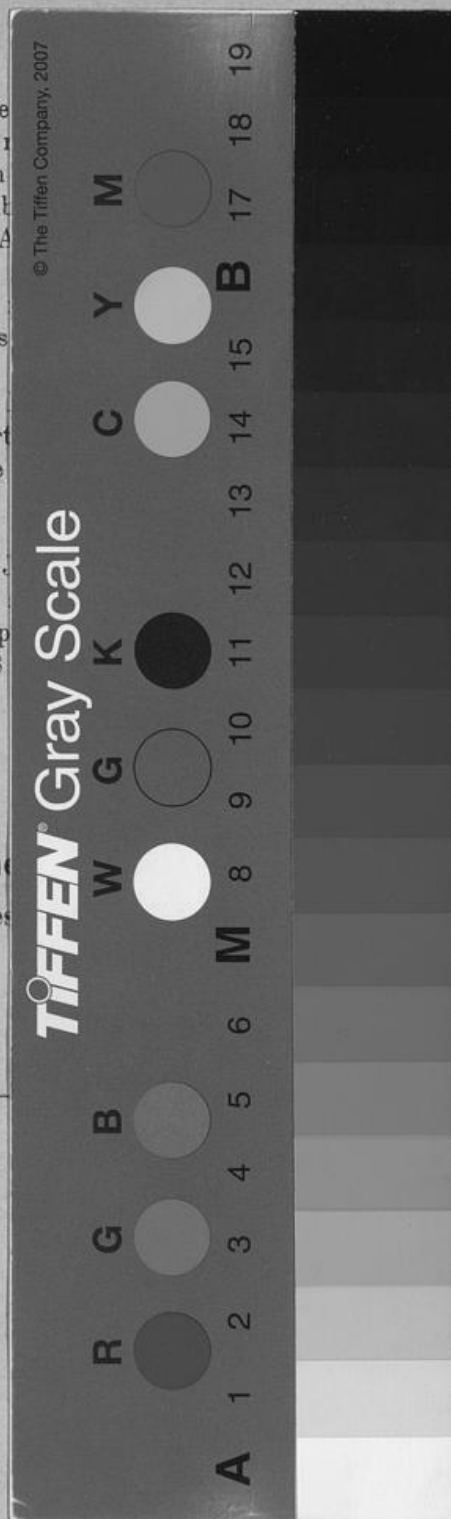 © The Tiffen Company, 2007
TIFFEN® Gray Scale
R G B W G K C Y M
A 1 2 3 4 5 6 M 8 9 10 11 12 13 14 15 B 17 18 19